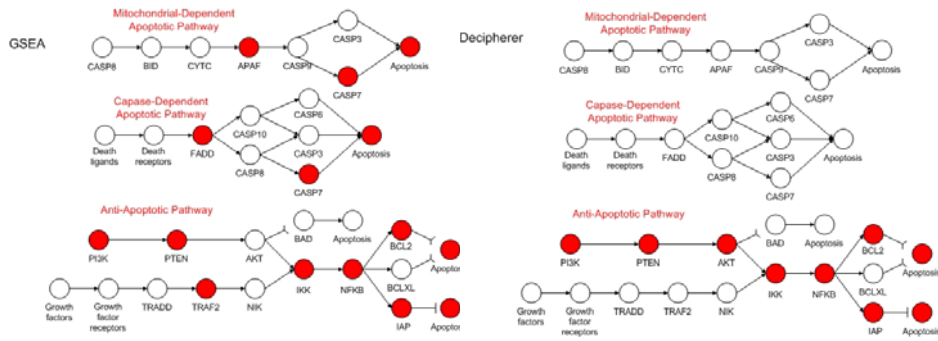 GSEA
Mitochondrial-Dependent
Apoptotic Pathway
CASP8
BID
CYTC
APAF
CASP9
CASP3
CASP7
Apoptosis
Capase-Dependent
Apoptotic Pathway
Death
ligands
Death
receptors
FADD
CASP10
CASP8
CASP6
CASP3
CASP7
Apoptosis
Anti-Apoptotic Pathway
PI3K
PTEN
AKT
BAD
Apoptosis
Growth
factors
Growth
factor
receptors
TRADD
TRAF2
NIK
IKK
NFKB
BCL2
BCLXL
IAP
Apoptosi
Apoptosi
Decipherer
Mitochondrial-Dependent
Apoptotic Pathway
CASP8
BID
CYTC
APAF
CASP9
CASP3
CASP7
Apoptosis
Capase-Dependent
Apoptotic Pathway
Death
ligands
Death
receptors
FADD
CASP10
CASP8
CASP6
CASP3
CASP7
Apoptosis
Anti-Apoptotic Pathway
PI3K
PTEN
AKT
BAD
Apoptosis
Growth
factors
Growth
factor
receptors
TRADD
TRAF2
NIK
IKK
NFKB
BCL2
BCLXL
IAP
Apoptosis
Apoptosis